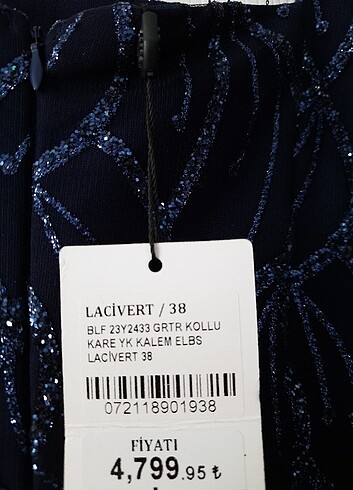 LACİVERT / 38
BLF 23Y2433 GRTR KOLLU
KARE YK KALEM ELBS
LACİVERT 38
072118901938
FİYATI
4,799.95 ₺